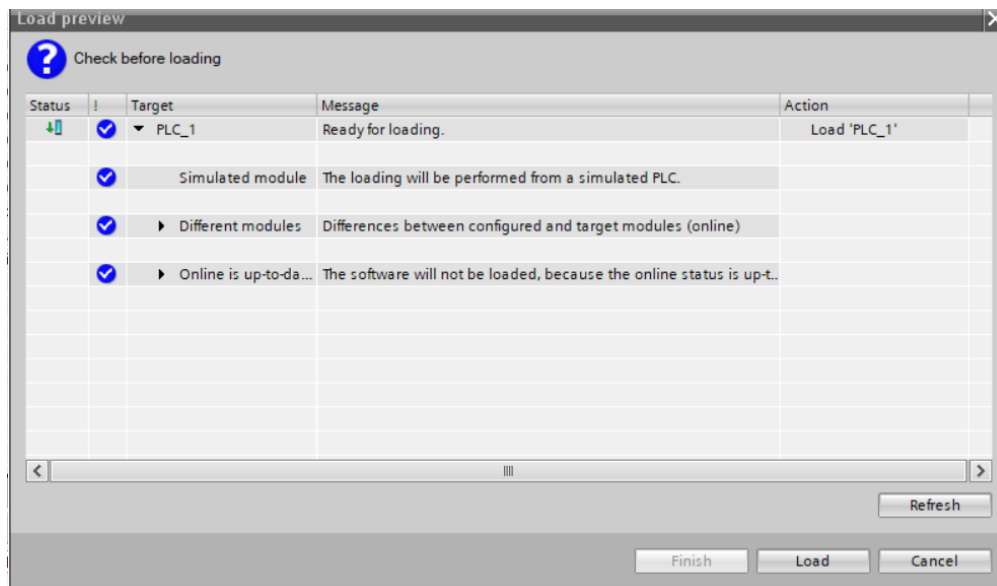 Load preview
Check before loading
Status ! Target Message Action
PLC_1 Ready for loading. Load 'PLC_1'
Simulated module The loading will be performed from a simulated PLC.
Different modules Differences between configured and target modules (online)
Online is up-to-da... The software will not be loaded, because the online status is up-t..
Refresh
Finish Load Cancel